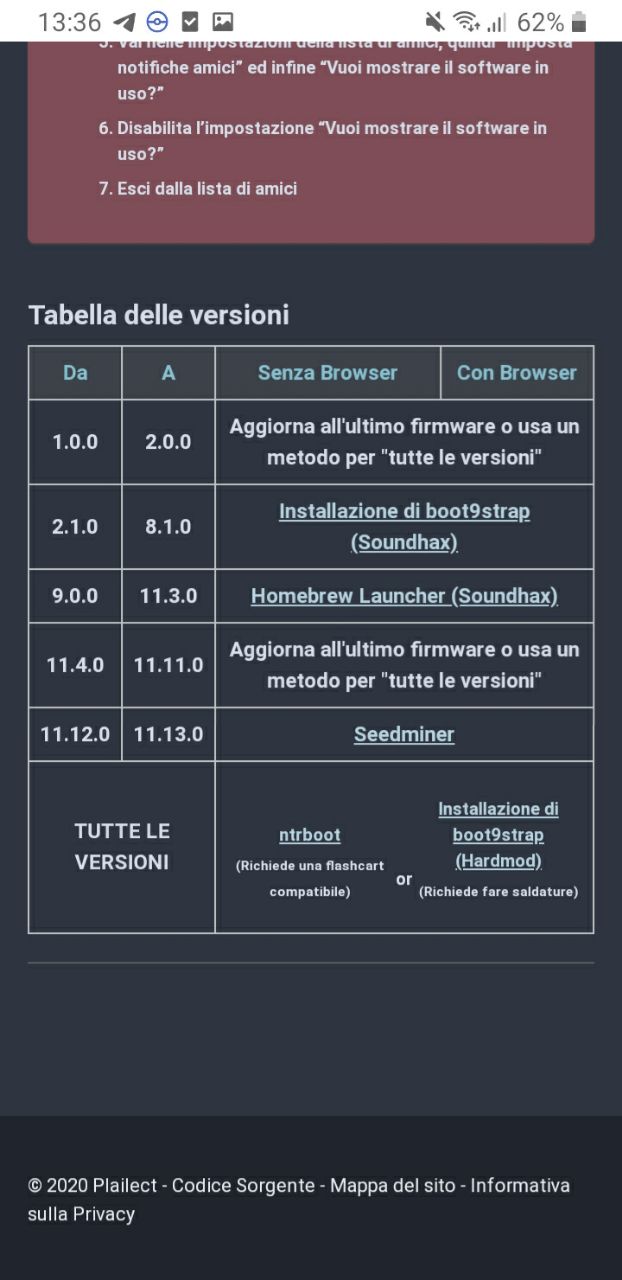 13:36 62%
5. Vai nelle impostazioni della lista di amici, quindi "Imposta
notifiche amici” ed infine “Vuoi mostrare il software in
uso?”
6. Disabilita l’impostazione “Vuoi mostrare il software in
uso?”
7. Esci dalla lista di amici
Tabella delle versioni
Da A Senza Browser Con Browser
1.0.0 2.0.0 Aggiorna all'ultimo firmware o usa un
metodo per "tutte le versioni"
2.1.0 8.1.0 Installazione di boot9strap
(Soundhax)
9.0.0 11.3.0 Homebrew Launcher (Soundhax)
11.4.0 11.11.0 Aggiorna all'ultimo firmware o usa un
metodo per "tutte le versioni"
11.12.0 11.13.0 Seedminer
TUTTE LE
VERSIONI
ntrboot
(Richiede una flashcart
compatibile)
or
Installazione di
boot9strap
(Hardmod)
(Richiede fare saldature)
© 2020 Plailect - Codice Sorgente - Mappa del sito - Informativa
sulla Privacy